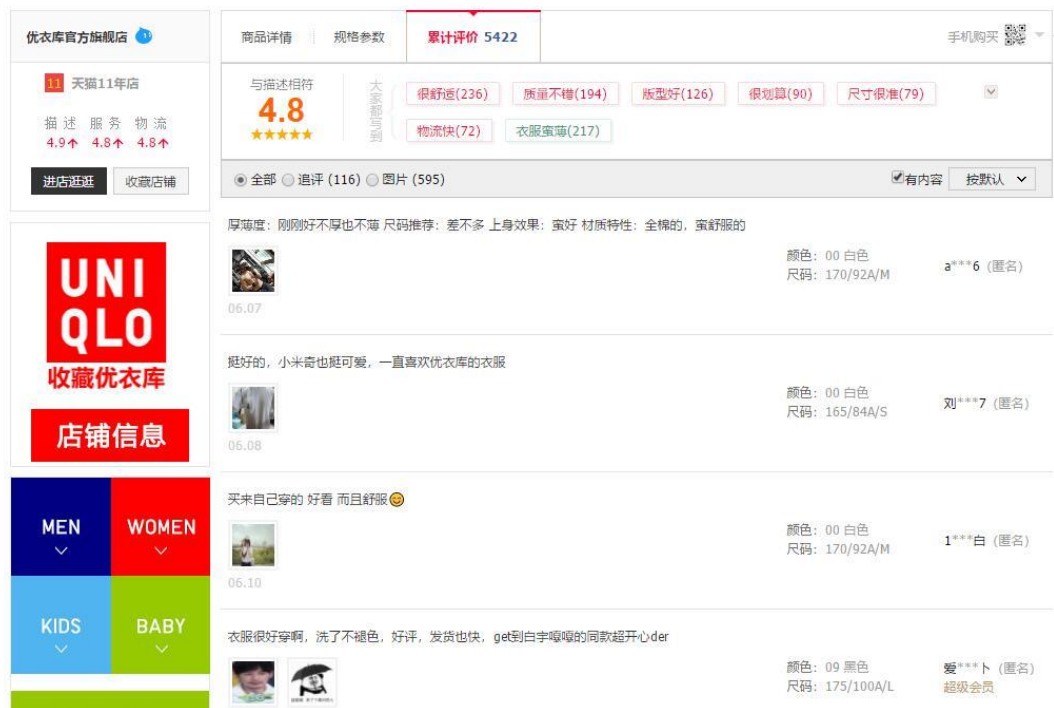 优衣库官方旗舰店
11 天猫11年店
描述 服务 物流
4.9↑ 4.8↑ 4.8↑
进店逛逛 收藏店铺
UNI
QLO
收藏优衣库
店铺信息
MEN WOMEN
KIDS BABY
商品详情 规格参数 累计评价 5422 手机购买
与描述相符
4.8
大家都写到
很舒适(236) 质量不错(194) 版型好(126) 很划算(90) 尺寸很准(79)
物流快(72) 衣服蛮薄(217)
全部 追评 (116) 图片 (595) 有内容 按默认
厚薄度：刚刚好不厚也不薄 尺码推荐：差不多 上身效果：蛮好 材质特性：全棉的，蛮舒服的
颜色：00 白色
尺码：170/92A/M
a***6 (匿名)
06.07
挺好的，小米奇也挺可爱，一直喜欢优衣库的衣服
颜色：00 白色
尺码：165/84A/S
刘***7 (匿名)
06.08
买来自己穿的 好看 而且舒服😊
颜色：00 白色
尺码：170/92A/M
1***白 (匿名)
06.10
衣服很好穿啊，洗了不褪色，好评，发货也快，get到白宇嘎嘎的同款超开心der
颜色：09 黑色
尺码：175/100A/L
爱***卜 (匿名)
超级会员